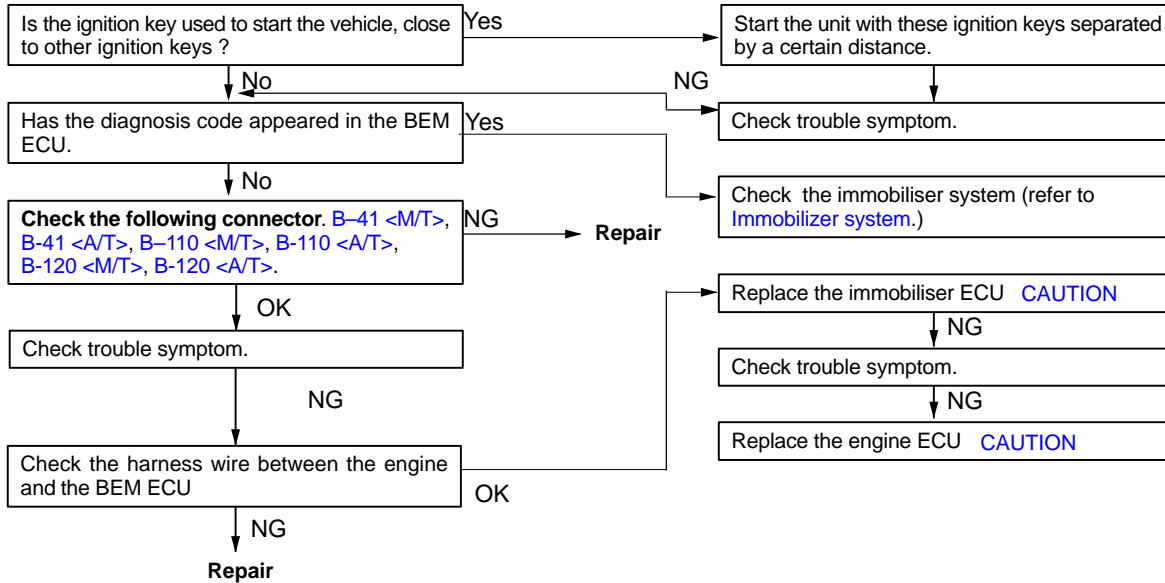 Is the ignition key used to start the vehicle, close
to other ignition keys ?
Yes
Start the unit with these ignition keys separated
by a certain distance.
No
NG
Has the diagnosis code appeared in the BEM
ECU.
Yes
Check trouble symptom.
No
Check the immobiliser system (refer to
Immobilizer system.)
Check the following connector. B–41 <M/T>,
B-41 <A/T>, B–110 <M/T>, B-110 <A/T>,
B-120 <M/T>, B-120 <A/T>.
NG
Repair
OK
Replace the immobiliser ECU CAUTION
NG
Check trouble symptom.
Check trouble symptom.
NG
NG
Replace the engine ECU CAUTION
Check the harness wire between the engine
and the BEM ECU
OK
NG
Repair